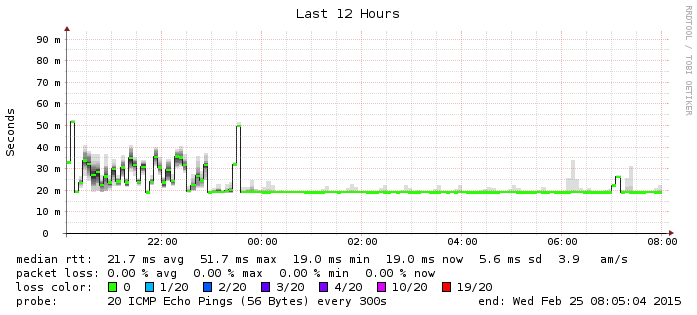 Last 12 Hours
RRDTOOL / TOBI OETIKER
Seconds
90 m
80 m
70 m
60 m
50 m
40 m
30 m
20 m
10 m
0
22:00 00:00 02:00 04:00 06:00 08:00
median rtt: 21.7 ms avg 51.7 ms max 19.0 ms min 19.0 ms now 5.6 ms sd 3.9 am/s
packet loss: 0.00 % avg 0.00 % max 0.00 % min 0.00 % now
loss color: 0 1/20 2/20 3/20 4/20 10/20 19/20
probe: 20 ICMP Echo Pings (56 Bytes) every 300s end: Wed Feb 25 08:05:04 2015